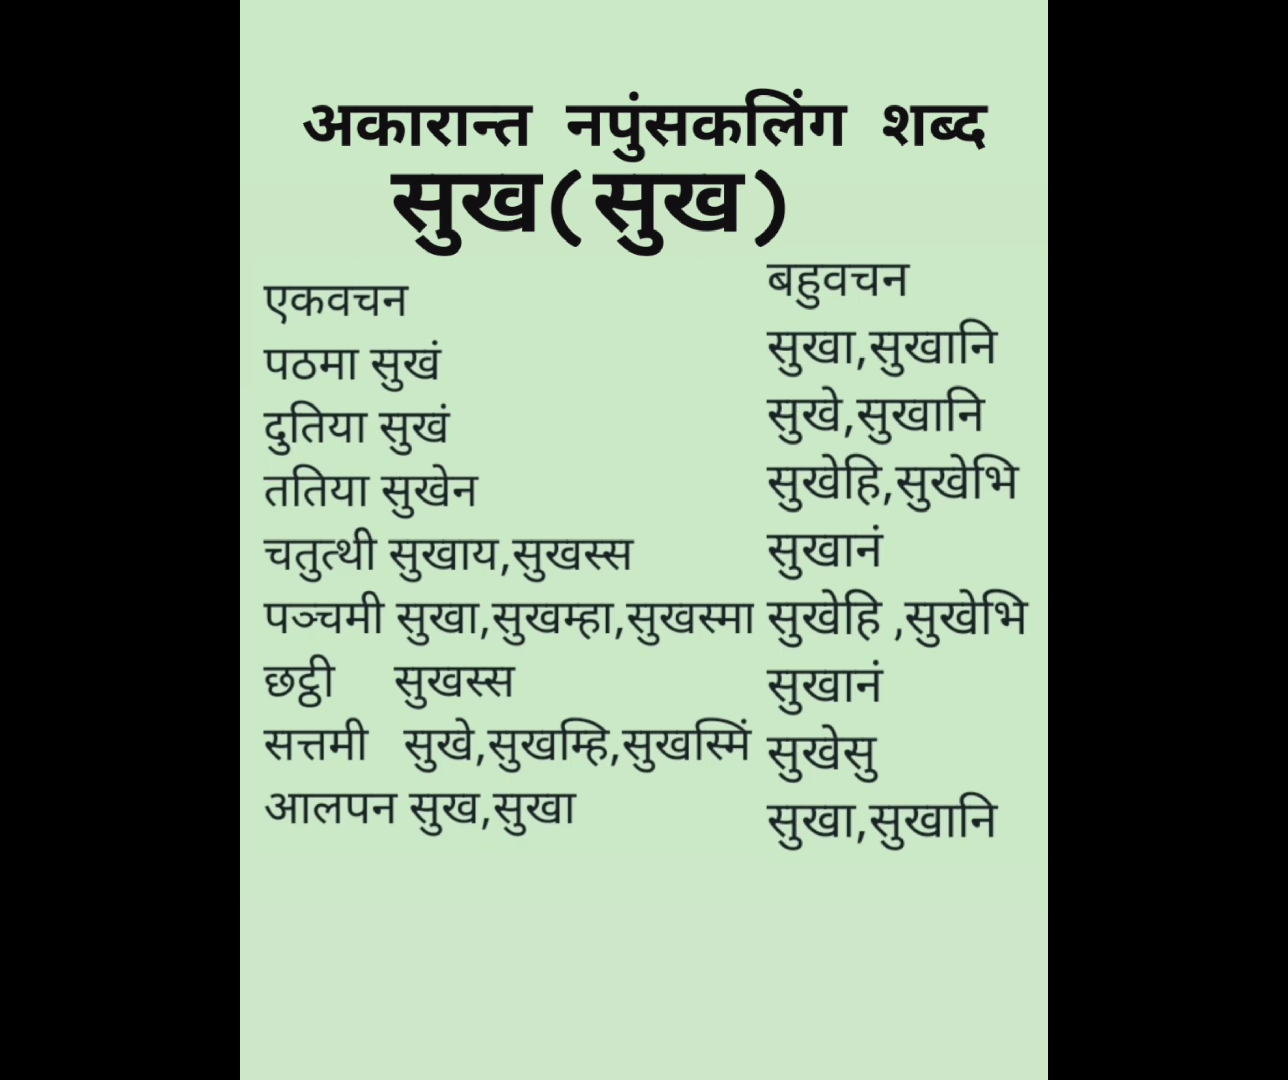 अकारान्त नपुंसकलिंग शब्द
सुख(सुख)
एकवचन
पठमा सुखं
दुतिया सुखं
ततिया सुखेन
चतुत्थी सुखाय,सुखस्स
पञ्चमी सुखा,सुखम्हा,सुखस्मा
छट्ठी सुखस्स
सत्तमी सुखे,सुखम्हि,सुखस्मिं
आलपन सुख,सुखा
बहुवचन
सुखा,सुखानि
सुखे,सुखानि
सुखेहि,सुखेभि
सुखानं
सुखेहि ,सुखेभि
सुखानं
सुखेसु
सुखा,सुखानि